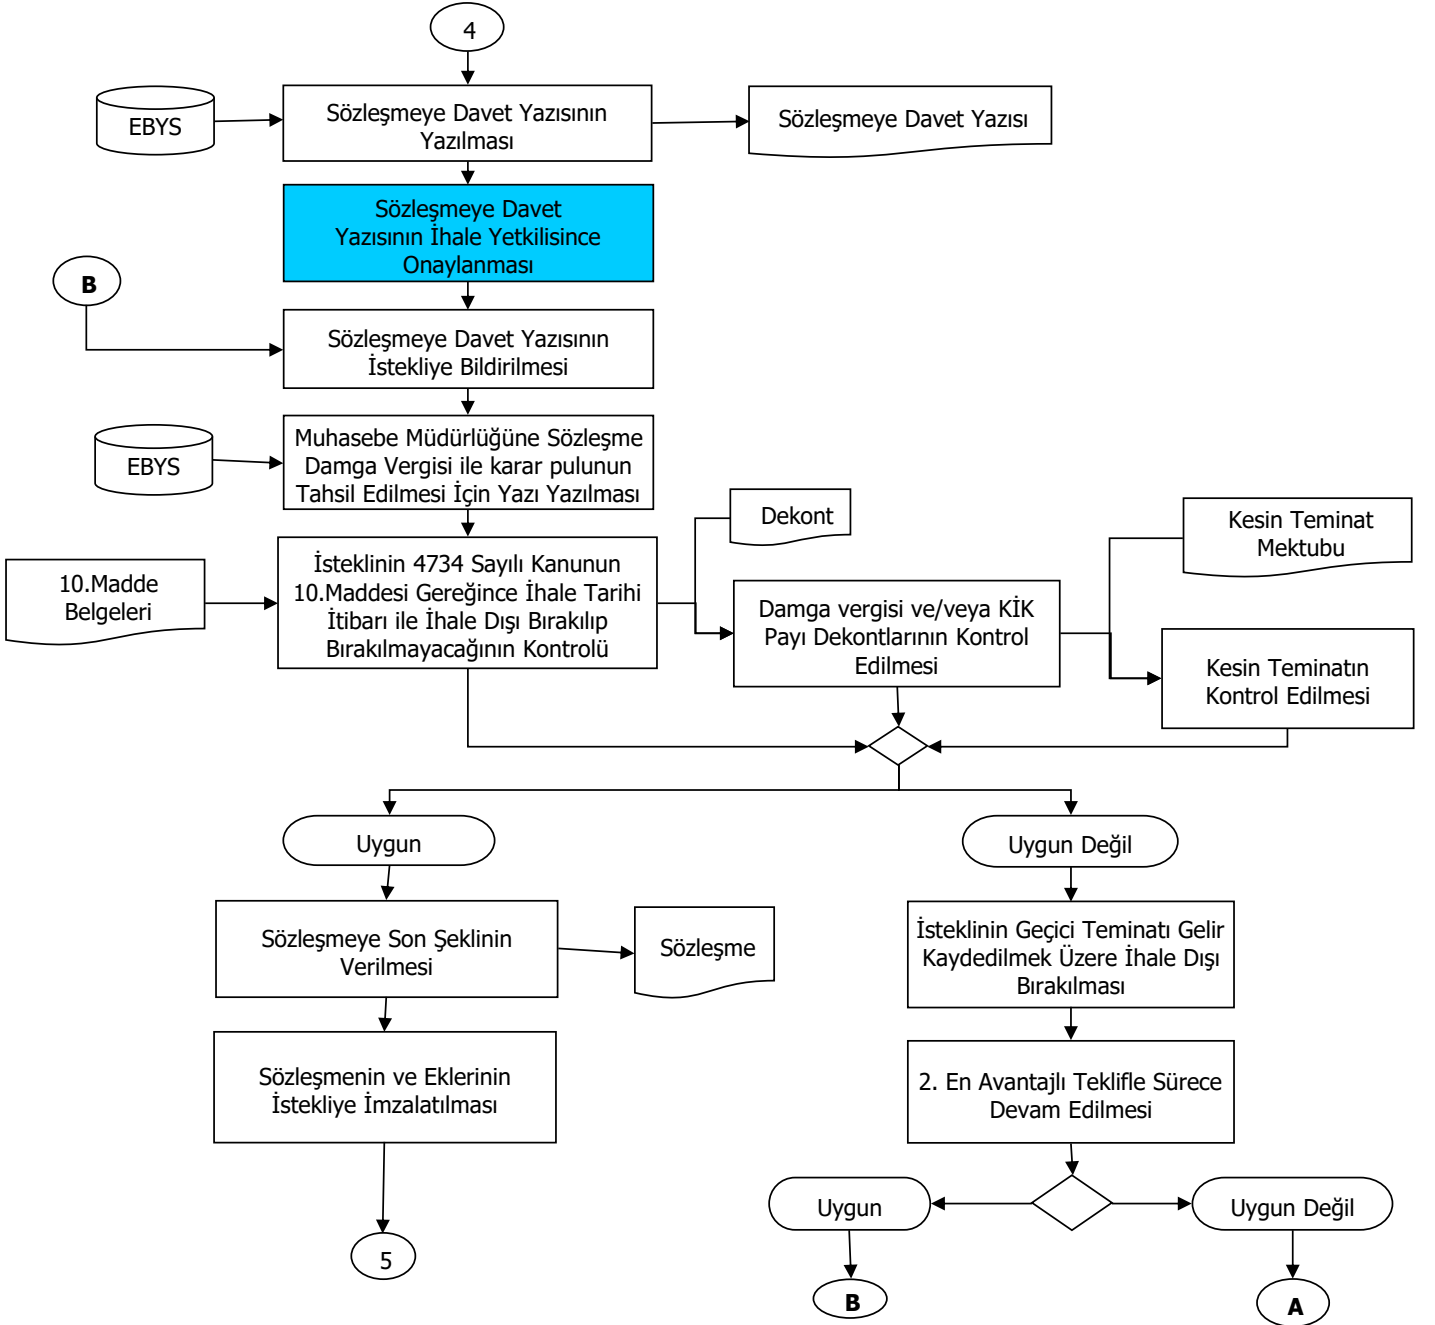 4
EBYS
Sözleşmeye Davet Yazısının
Yazılması
Sözleşmeye Davet Yazısı
Sözleşmeye Davet
Yazısının İhale Yetkilisince
Onaylanması
B
Sözleşmeye Davet Yazısının
İstekliye Bildirilmesi
EBYS
Muhasebe Müdürlüğüne Sözleşme
Damga Vergisi ile karar pulunun
Tahsil Edilmesi İçin Yazı Yazılması
Dekont
Kesin Teminat
Mektubu
10.Madde
Belgeleri
İsteklinin 4734 Sayılı Kanunun
10.Maddesi Gereğince İhale Tarihi
İtibarı ile İhale Dışı Bırakılıp
Bırakılmayacağının Kontrolü
Damga vergisi ve/veya KİK
Payı Dekontlarının Kontrol
Edilmesi
Kesin Teminatın
Kontrol Edilmesi
Uygun
Uygun Değil
Sözleşmeye Son Şeklinin
Verilmesi
Sözleşme
İsteklinin Geçici Teminatı Gelir
Kaydedilmek Üzere İhale Dışı
Bırakılması
Sözleşmenin ve Eklerinin
İstekliye İmzalatılması
2. En Avantajlı Teklifle Sürece
Devam Edilmesi
Uygun
Uygun Değil
5
B
A